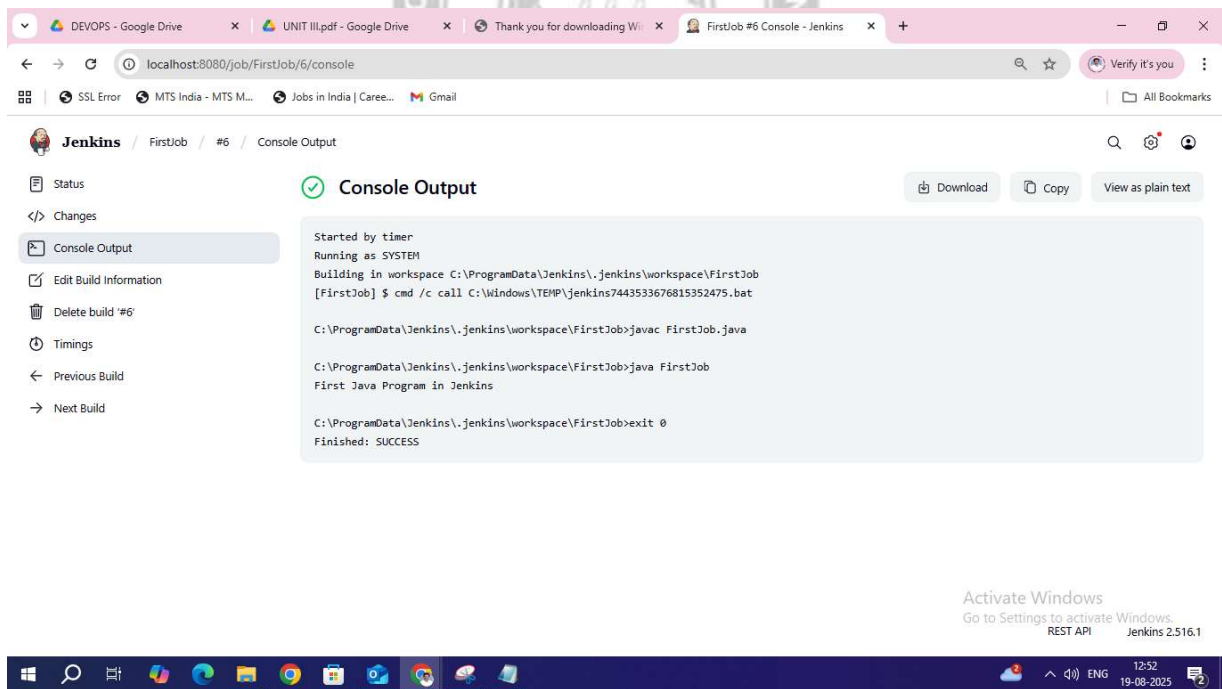 DEVOPS - Google Drive
UNIT III.pdf - Google Drive
Thank you for downloading Wi
FirstJob #6 Console - Jenkins
localhost:8080/job/FirstJob/6/console
Verify it's you
SSL Error
MTS India - MTS M...
Jobs in India | Caree...
Gmail
All Bookmarks
Jenkins / FirstJob / #6 / Console Output
Status
Changes
Console Output
Edit Build Information
Delete build '#6'
Timings
Previous Build
Next Build
Console Output
Download
Copy
View as plain text
Started by timer
Running as SYSTEM
Building in workspace C:\ProgramData\Jenkins\.jenkins\workspace\FirstJob
[FirstJob] $ cmd /c call C:\Windows\TEMP\jenkins7443533676815352475.bat
C:\ProgramData\Jenkins\.jenkins\workspace\FirstJob>javac FirstJob.java
C:\ProgramData\Jenkins\.jenkins\workspace\FirstJob>java FirstJob
First Java Program in Jenkins
C:\ProgramData\Jenkins\.jenkins\workspace\FirstJob>exit 0
Finished: SUCCESS
Activate Windows
Go to Settings to activate Windows.
REST API
Jenkins 2.516.1
2
ENG
12:52
19-08-2025
2